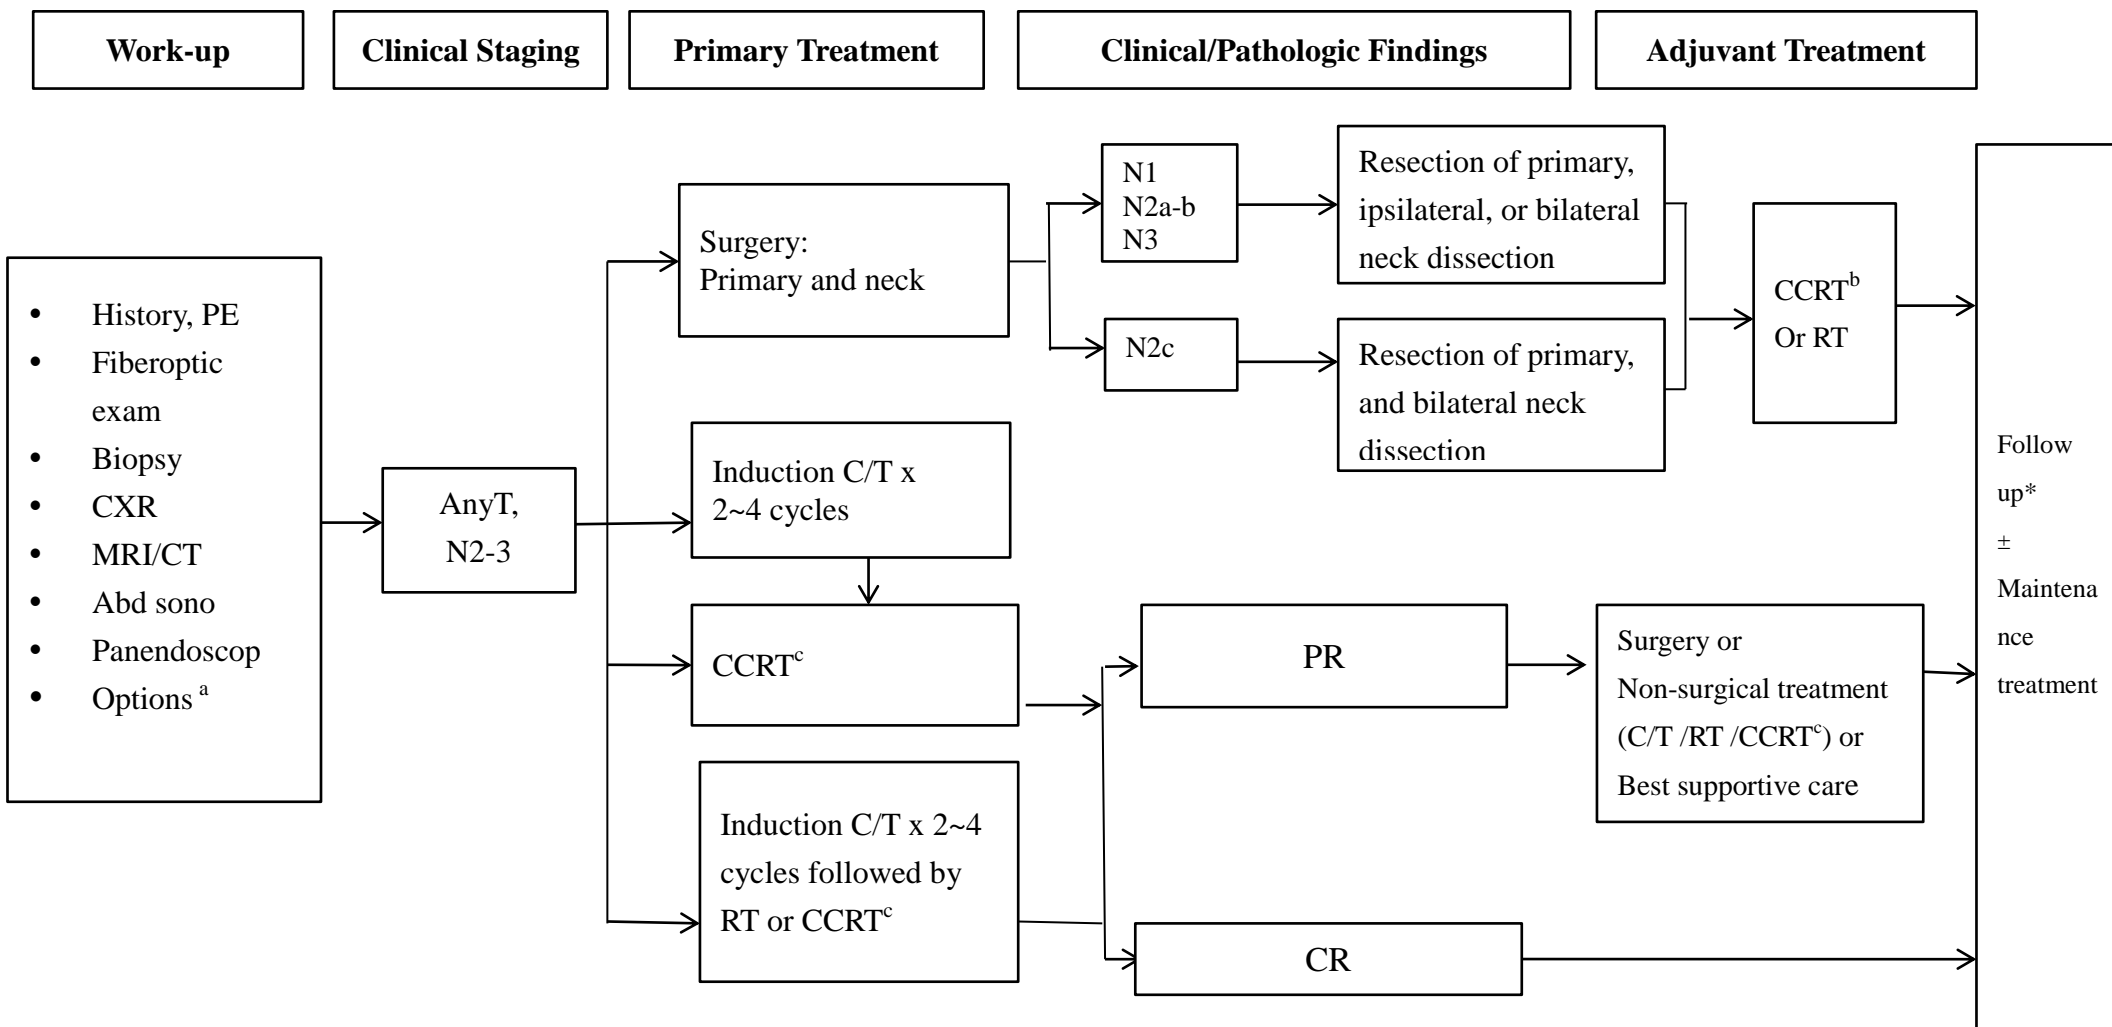 Work-up
Clinical Staging
Primary Treatment
Clinical/Pathologic Findings
Adjuvant Treatment
• History, PE
• Fiberoptic
exam
• Biopsy
• CXR
• MRI/CT
• Abd sono
• Panendoscop
• Options a
AnyT,
N2-3
Surgery:
Primary and neck
Induction C/T x
2~4 cycles
CCRTc
Induction C/T x 2~4
cycles followed by
RT or CCRTc
N1
N2a-b
N3
N2c
Resection of primary,
ipsilateral, or bilateral
neck dissection
Resection of primary,
and bilateral neck
dissection
CCRTb
Or RT
PR
CR
Surgery or
Non-surgical treatment
(C/T /RT /CCRTc) or
Best supportive care
Follow
up*
±
Maintena
nce
treatment